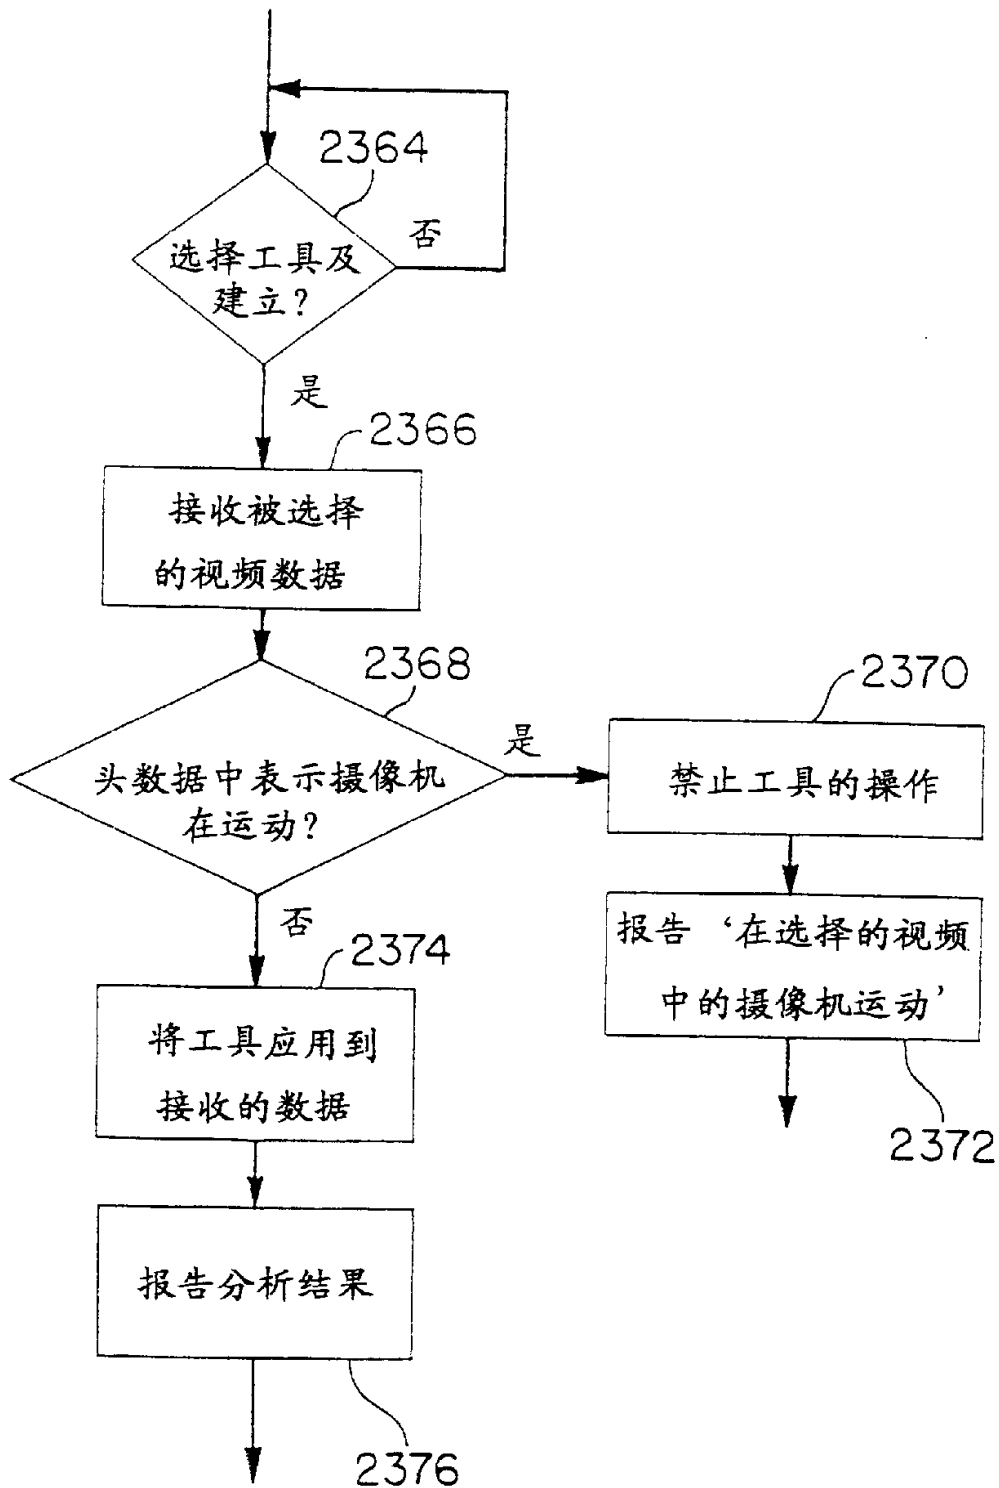 2364
否
选择工具及
建立?
是
2366
接收被选择
的视频数据
2368
头数据中表示摄像机
在运动?
是
2370
禁止工具的操作
报告‘在选择的视频
中的摄像机运动’
2372
否
2374
将工具应用到
接收的数据
报告分析结果
2376